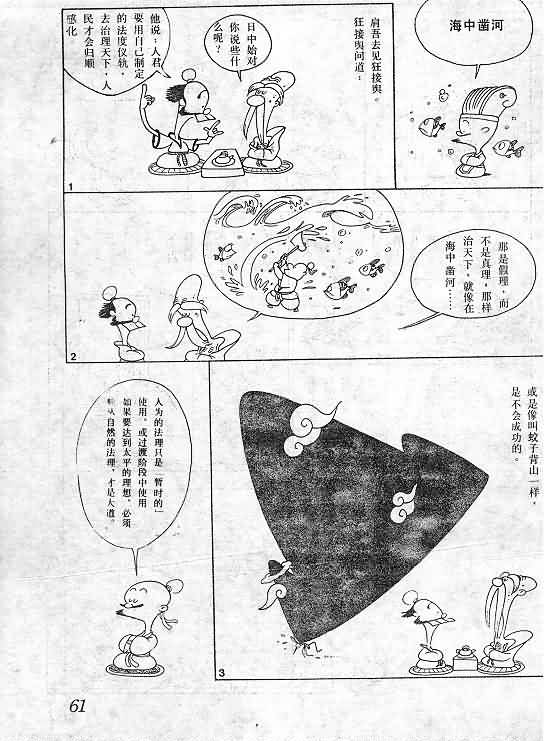 海中凿河
肩吾去见狂接舆。
狂接舆问道:
日中始对
你说些什
么呢?
他说:人君
要用自己制定
的法度仪轨,
去治理天下,人
民才会归顺
感化
1
那是假理,而
不是真理,那样
治天下,就像在
海中凿河……
2
或是像叫蚊子背山一样,
是不会成功的。
3
人为的法理只是「暂时的」
使用,或过渡阶段中使用
如果要达到太平的理想,必须
从自然的法理,才是大道。
61